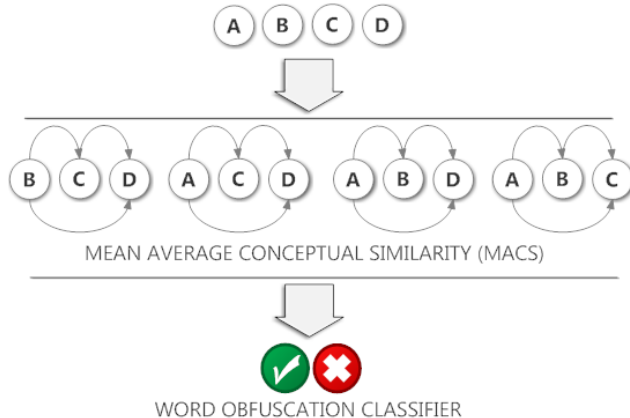 A B C D
B C D A C D A B D A B C
MEAN AVERAGE CONCEPTUAL SIMILARITY (MACS)
WORD OBFUSCATION CLASSIFIER